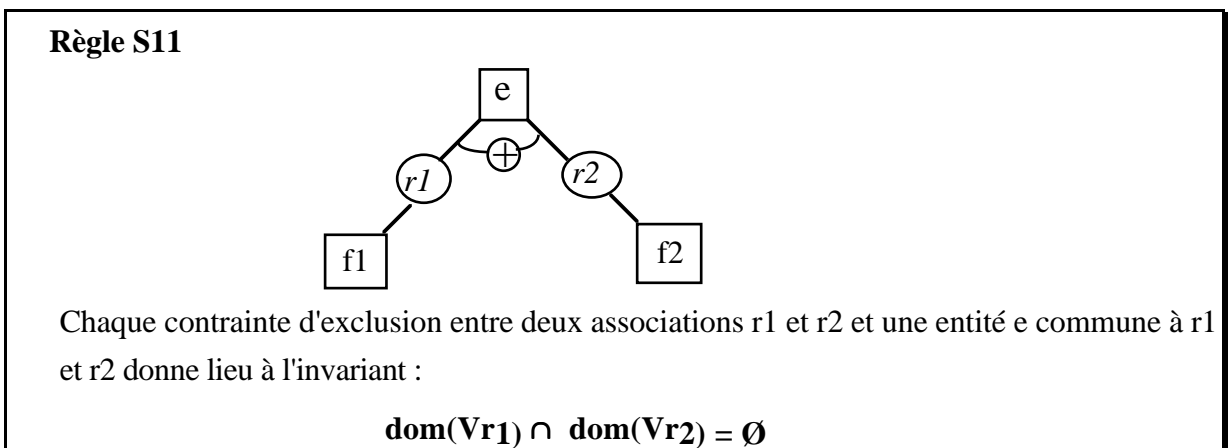 Règle S11
e
r1 r2
f1 f2
Chaque contrainte d'exclusion entre deux associations r1 et r2 et une entité e commune à r1
et r2 donne lieu à l'invariant :
dom(Vr1) ∩ dom(Vr2) = Ø